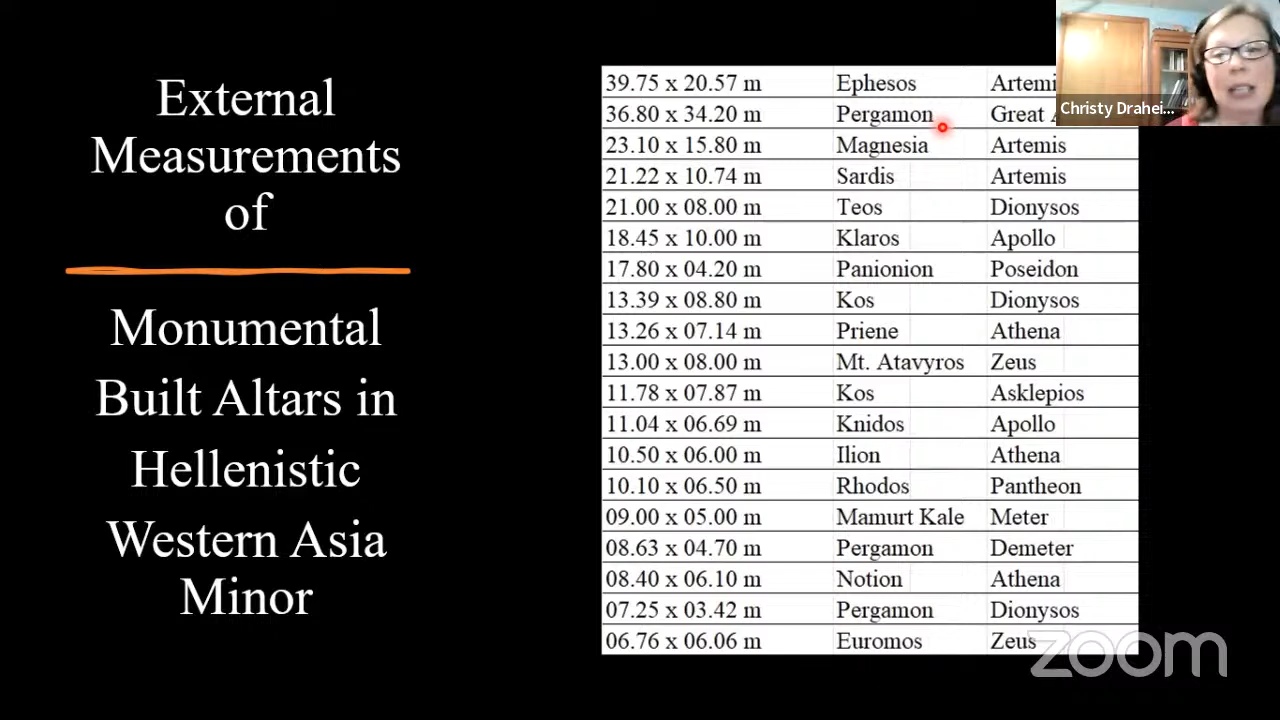 External
Measurements
of
Monumental
Built Altars in
Hellenistic
Western Asia
Minor
39.75 x 20.57 m Ephesos
36.80 x 34.20 m Pergamon Great
23.10 x 15.80 m Magnesia Artemis
21.22 x 10.74 m Sardis Artemis
21.00 x 08.00 m Teos Dionysos
18.45 x 10.00 m Klaros Apollo
17.80 x 04.20 m Panionion Poseidon
13.39 x 08.80 m Kos Dionysos
13.26 x 07.14 m Priene Athena
13.00 x 08.00 m Mt. Atavyros Zeus
11.78 x 07.87 m Kos Asklepios
11.04 x 06.69 m Knidos Apollo
10.50 x 06.00 m Ilion Athena
10.10 x 06.50 m Rhodos Pantheon
09.00 x 05.00 m Mamurt Kale Meter
08.63 x 04.70 m Pergamon Demeter
08.40 x 06.10 m Notion Athena
07.25 x 03.42 m Pergamon Dionysos
06.76 x 06.06 m Euromos Zeus
Christy Drahei...
zoom